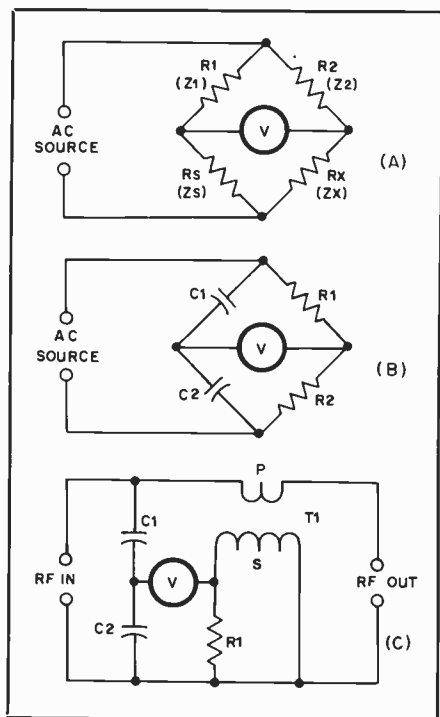 R1
(Z1)
R2
(Z2)
AC
SOURCE
V
(A)
RS
(ZS)
RX
(ZX)
C1
R1
AC
SOURCE
V
(B)
C2
R2
P
C1
T1
RF IN
V
S
RF OUT
C2
R1
(C)